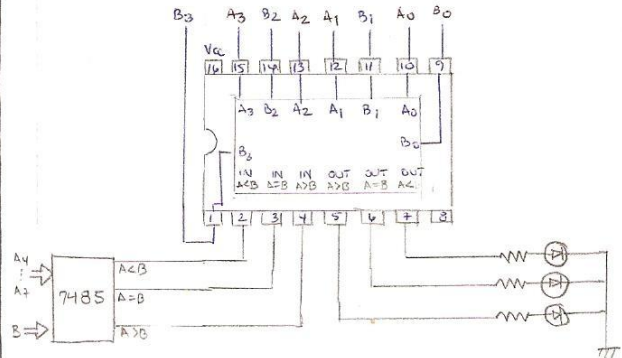 B3 A3 B2 A2 A1 B1 A0 B0
Vcc
16 15 14 13 12 11 10 9
A3 B2 A2 A1 B1 A0
B3 B0
IN IN IN OUT OUT OUT
A<B A=B A>B A>B A=B A<
1 2 3 4 5 6 7 8
A4
A7
7485
B
A<B
A=B
A>B